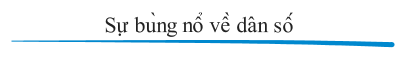 Sự bùng nổ về dân số